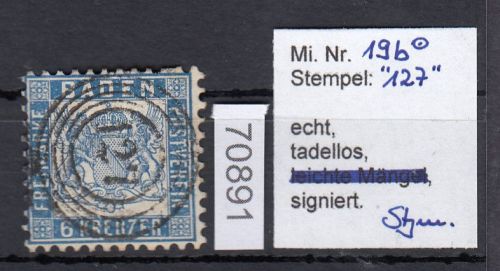 BADEN
FREIMARKE
POSTVEREIN
6 KREUZER
127
70891
Mi. Nr. 19b⊙
Stempel: "127"
echt,
tadellos,
leichte Mängel,
signiert.